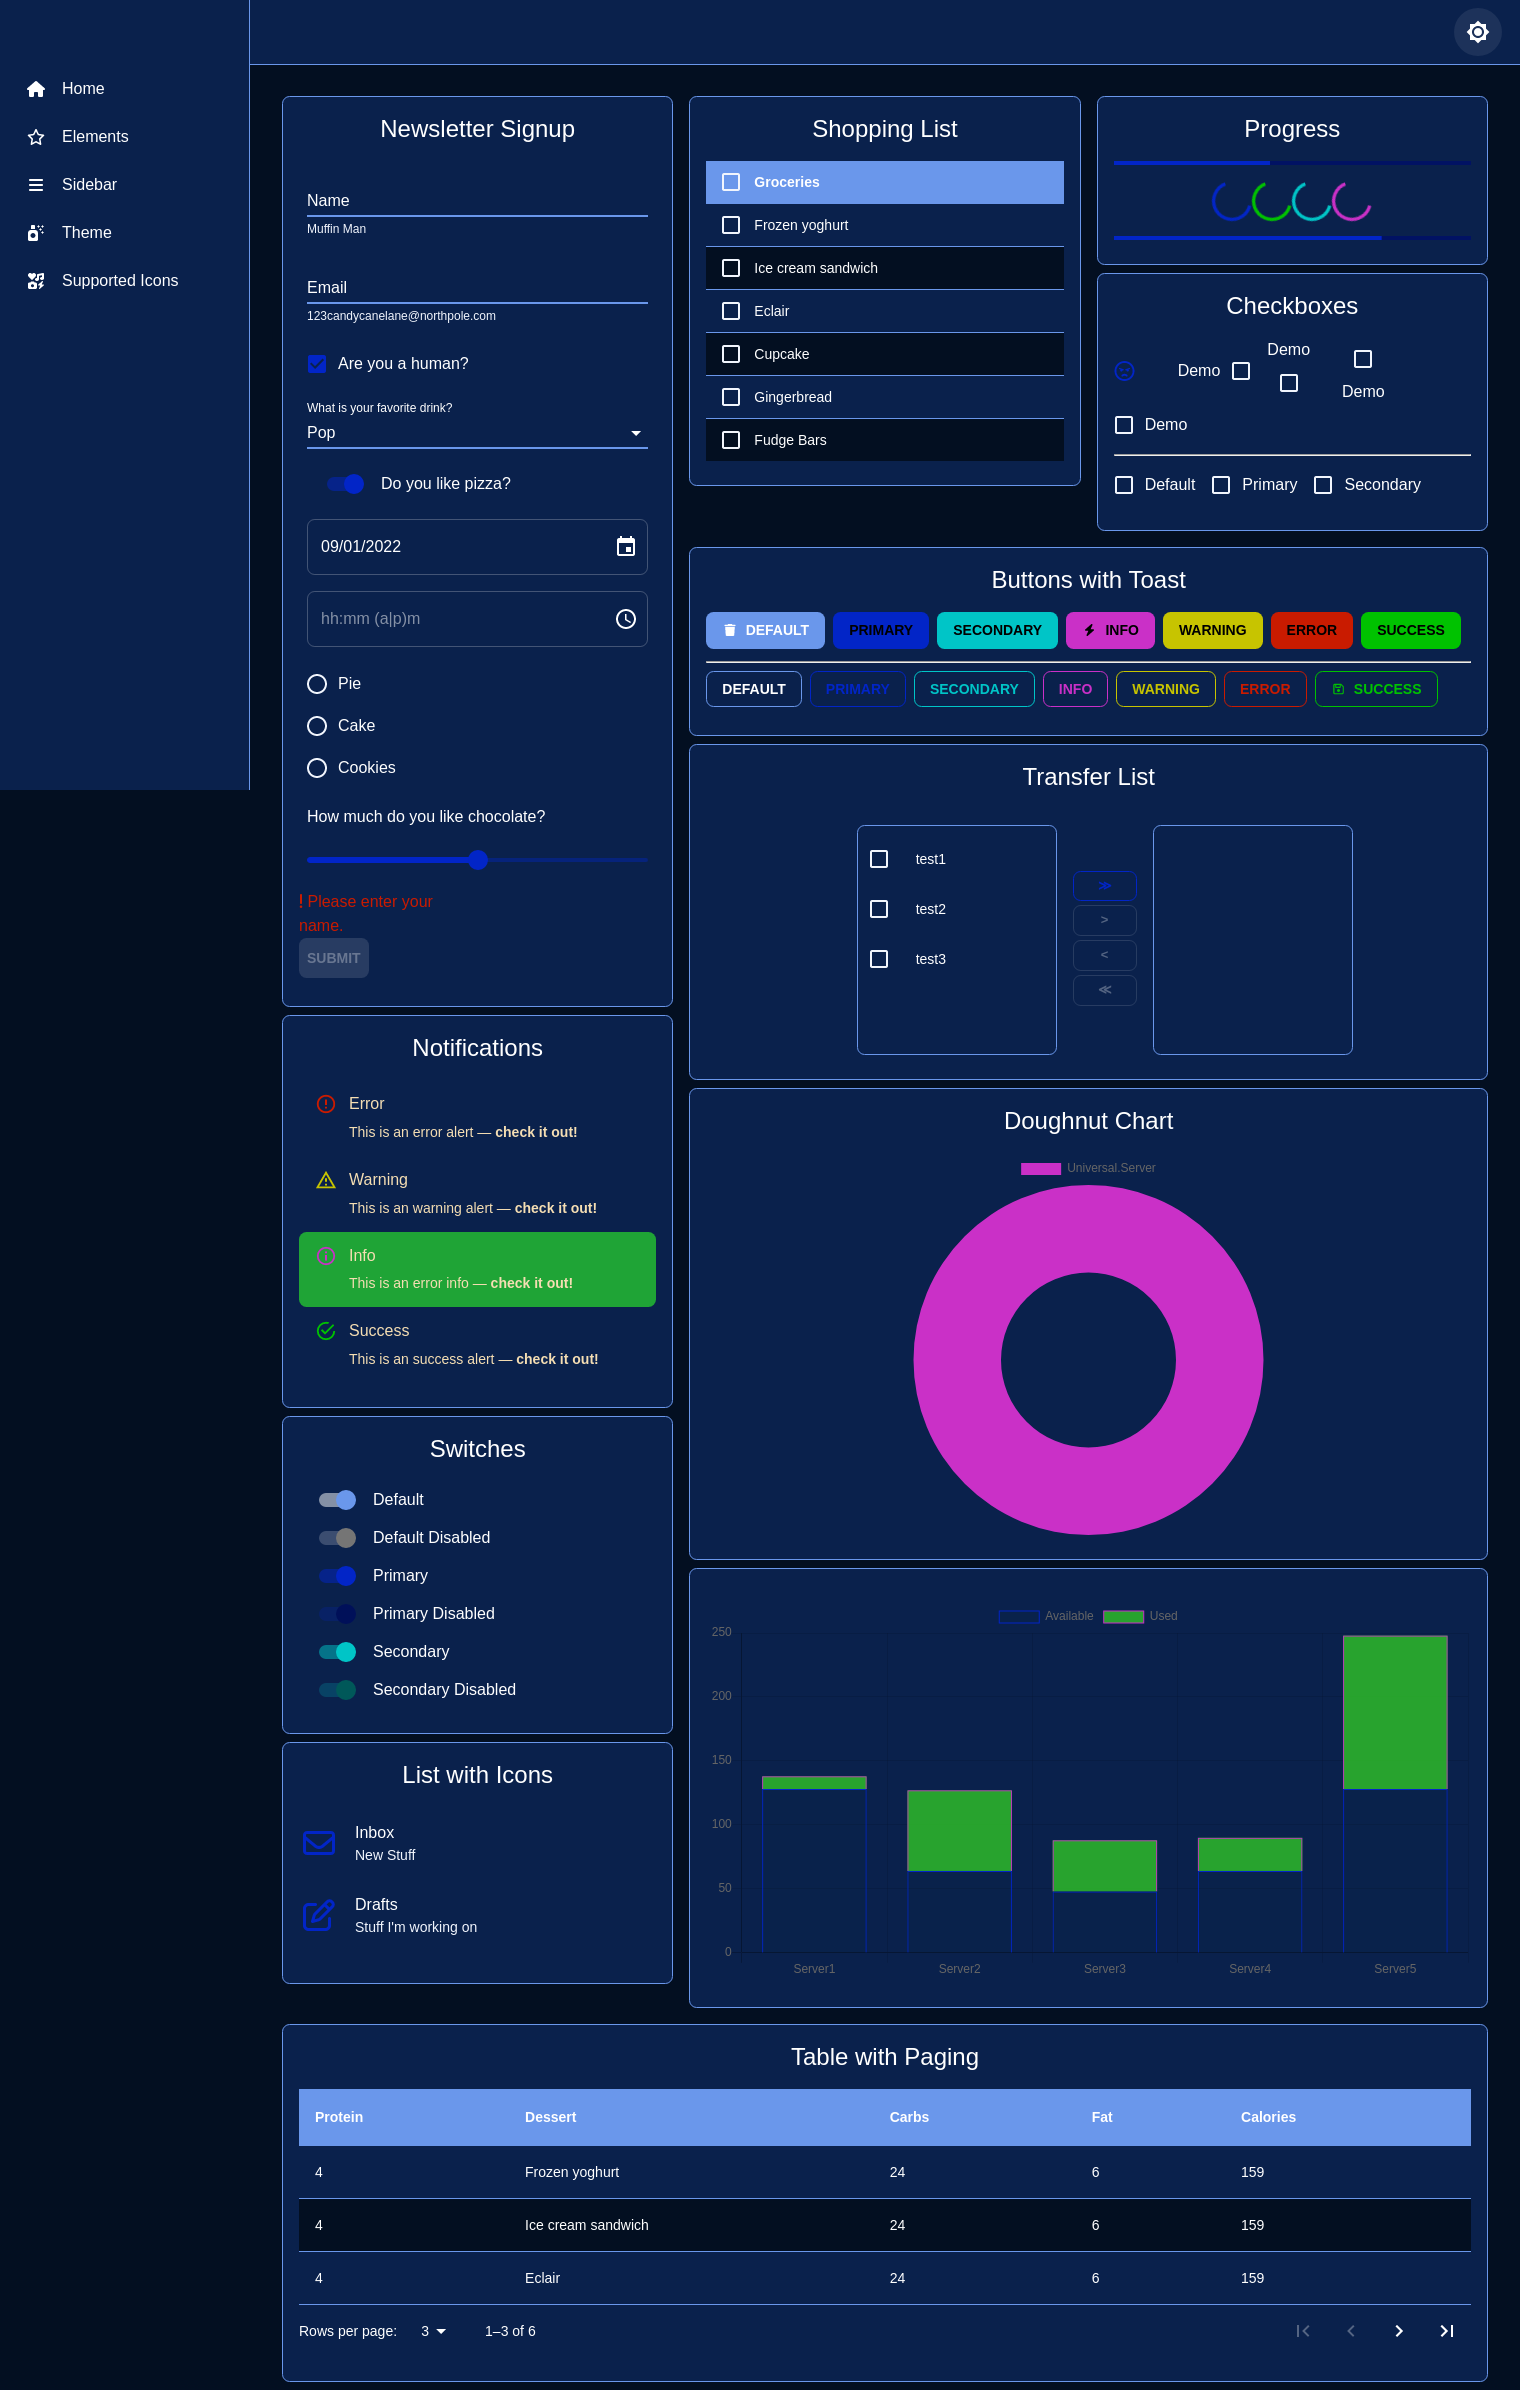 Home
Elements
Sidebar
Theme
Supported Icons
Newsletter Signup
Name
Muffin Man
Email
123candycanelane@northpole.com
Are you a human?
What is your favorite drink?
Pop
Do you like pizza?
09/01/2022
hh:mm (a|p)m
Pie
Cake
Cookies
How much do you like chocolate?
! Please enter your
name.
SUBMIT
Notifications
Error
This is an error alert — check it out!
Warning
This is an warning alert — check it out!
Info
This is an error info — check it out!
Success
This is an success alert — check it out!
Switches
Default
Default Disabled
Primary
Primary Disabled
Secondary
Secondary Disabled
List with Icons
Inbox
New Stuff
Drafts
Stuff I'm working on
Shopping List
Groceries
Frozen yoghurt
Ice cream sandwich
Eclair
Cupcake
Gingerbread
Fudge Bars
Progress
Checkboxes
Demo
Demo
Demo
Demo
Default Primary Secondary
Buttons with Toast
DEFAULT PRIMARY SECONDARY INFO WARNING ERROR SUCCESS
DEFAULT PRIMARY SECONDARY INFO WARNING ERROR SUCCESS
Transfer List
test1
test2
test3
≫
>
<
≪
Doughnut Chart
Universal.Server
Available Used
250
200
150
100
50
0
Server1 Server2 Server3 Server4 Server5
Table with Paging
Protein Dessert Carbs Fat Calories
4 Frozen yoghurt 24 6 159
4 Ice cream sandwich 24 6 159
4 Eclair 24 6 159
Rows per page: 3 1–3 of 6